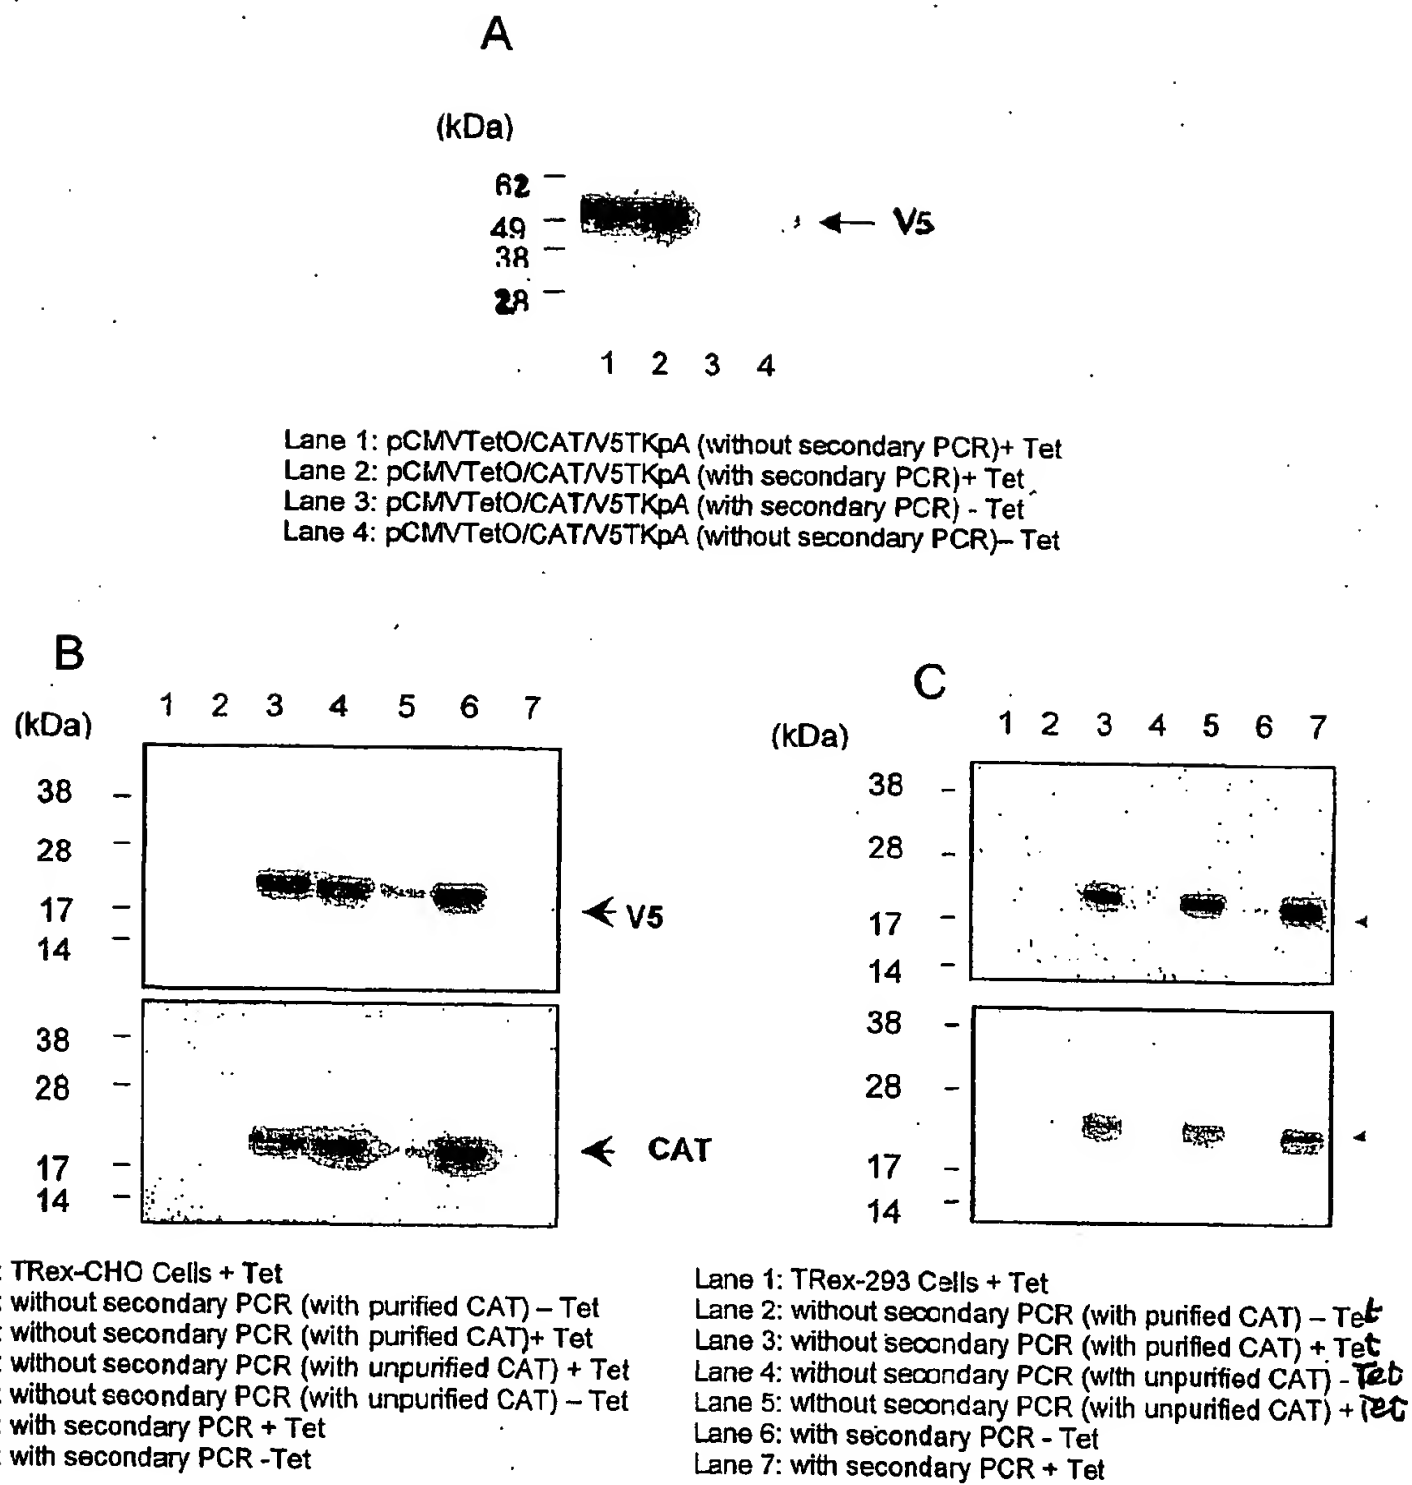 A
(kDa)
62
49
38
28
V5
1 2 3 4
Lane 1: pCMVTetO/CAT/V5TKpA (without secondary PCR)+ Tet
Lane 2: pCMVTetO/CAT/V5TKpA (with secondary PCR)+ Tet
Lane 3: pCMVTetO/CAT/V5TKpA (with secondary PCR) - Tet
Lane 4: pCMVTetO/CAT/V5TKpA (without secondary PCR)– Tet
B
1 2 3 4 5 6 7
(kDa)
38
28
17
14
V5
38
28
17
14
CAT
: TRex-CHO Cells + Tet
: without secondary PCR (with purified CAT) – Tet
: without secondary PCR (with purified CAT)+ Tet
: without secondary PCR (with unpurified CAT) + Tet
: without secondary PCR (with unpurified CAT) – Tet
: with secondary PCR + Tet
: with secondary PCR -Tet
C
1 2 3 4 5 6 7
(kDa)
38
28
17
14
38
28
17
14
Lane 1: TRex-293 Cells + Tet
Lane 2: without secondary PCR (with purified CAT) – Tet
Lane 3: without secondary PCR (with purified CAT) + Tet
Lane 4: without secondary PCR (with unpurified CAT) - Tet
Lane 5: without secondary PCR (with unpurified CAT) + Tet
Lane 6: with secondary PCR - Tet
Lane 7: with secondary PCR + Tet